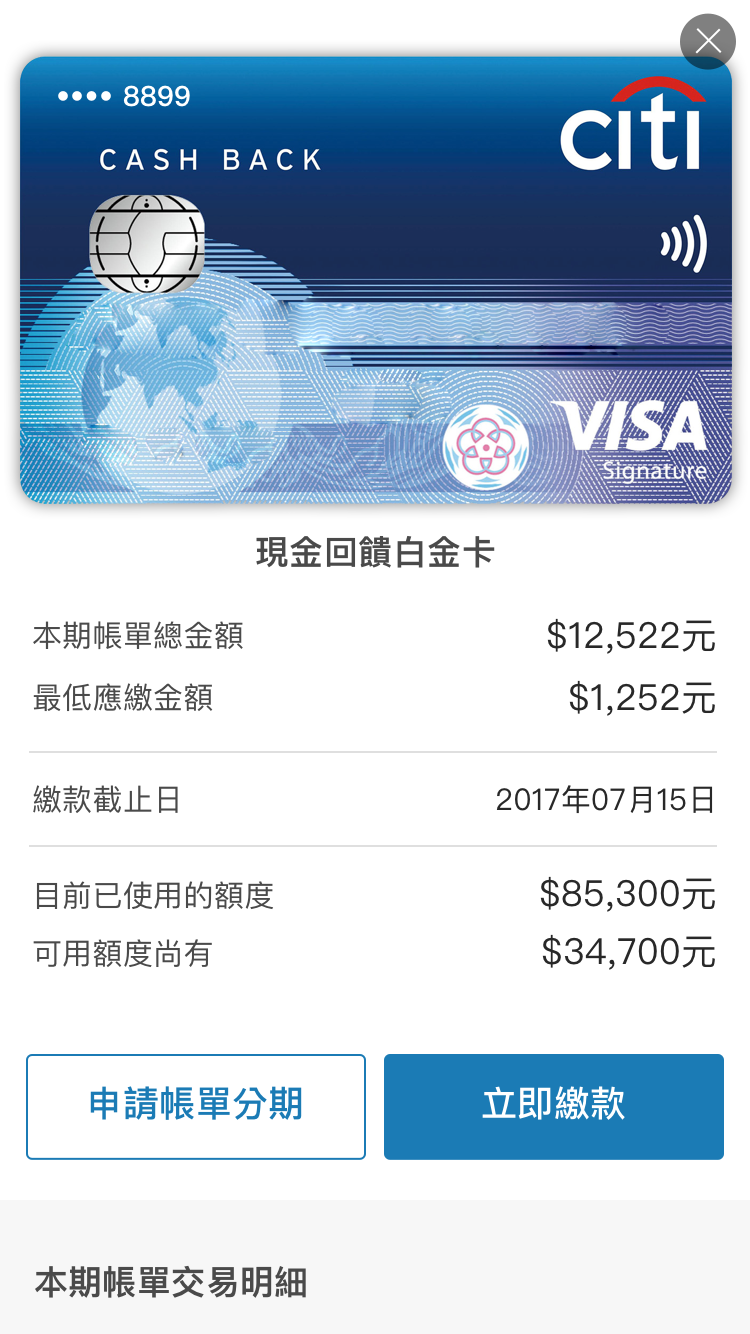 •••• 8899
citi
CASH BACK
VISA
Signature
現金回饋白金卡
本期帳單總金額 $12,522元
最低應繳金額 $1,252元
繳款截止日 2017年07月15日
目前已使用的額度 $85,300元
可用額度尚有 $34,700元
申請帳單分期 立即繳款
本期帳單交易明細